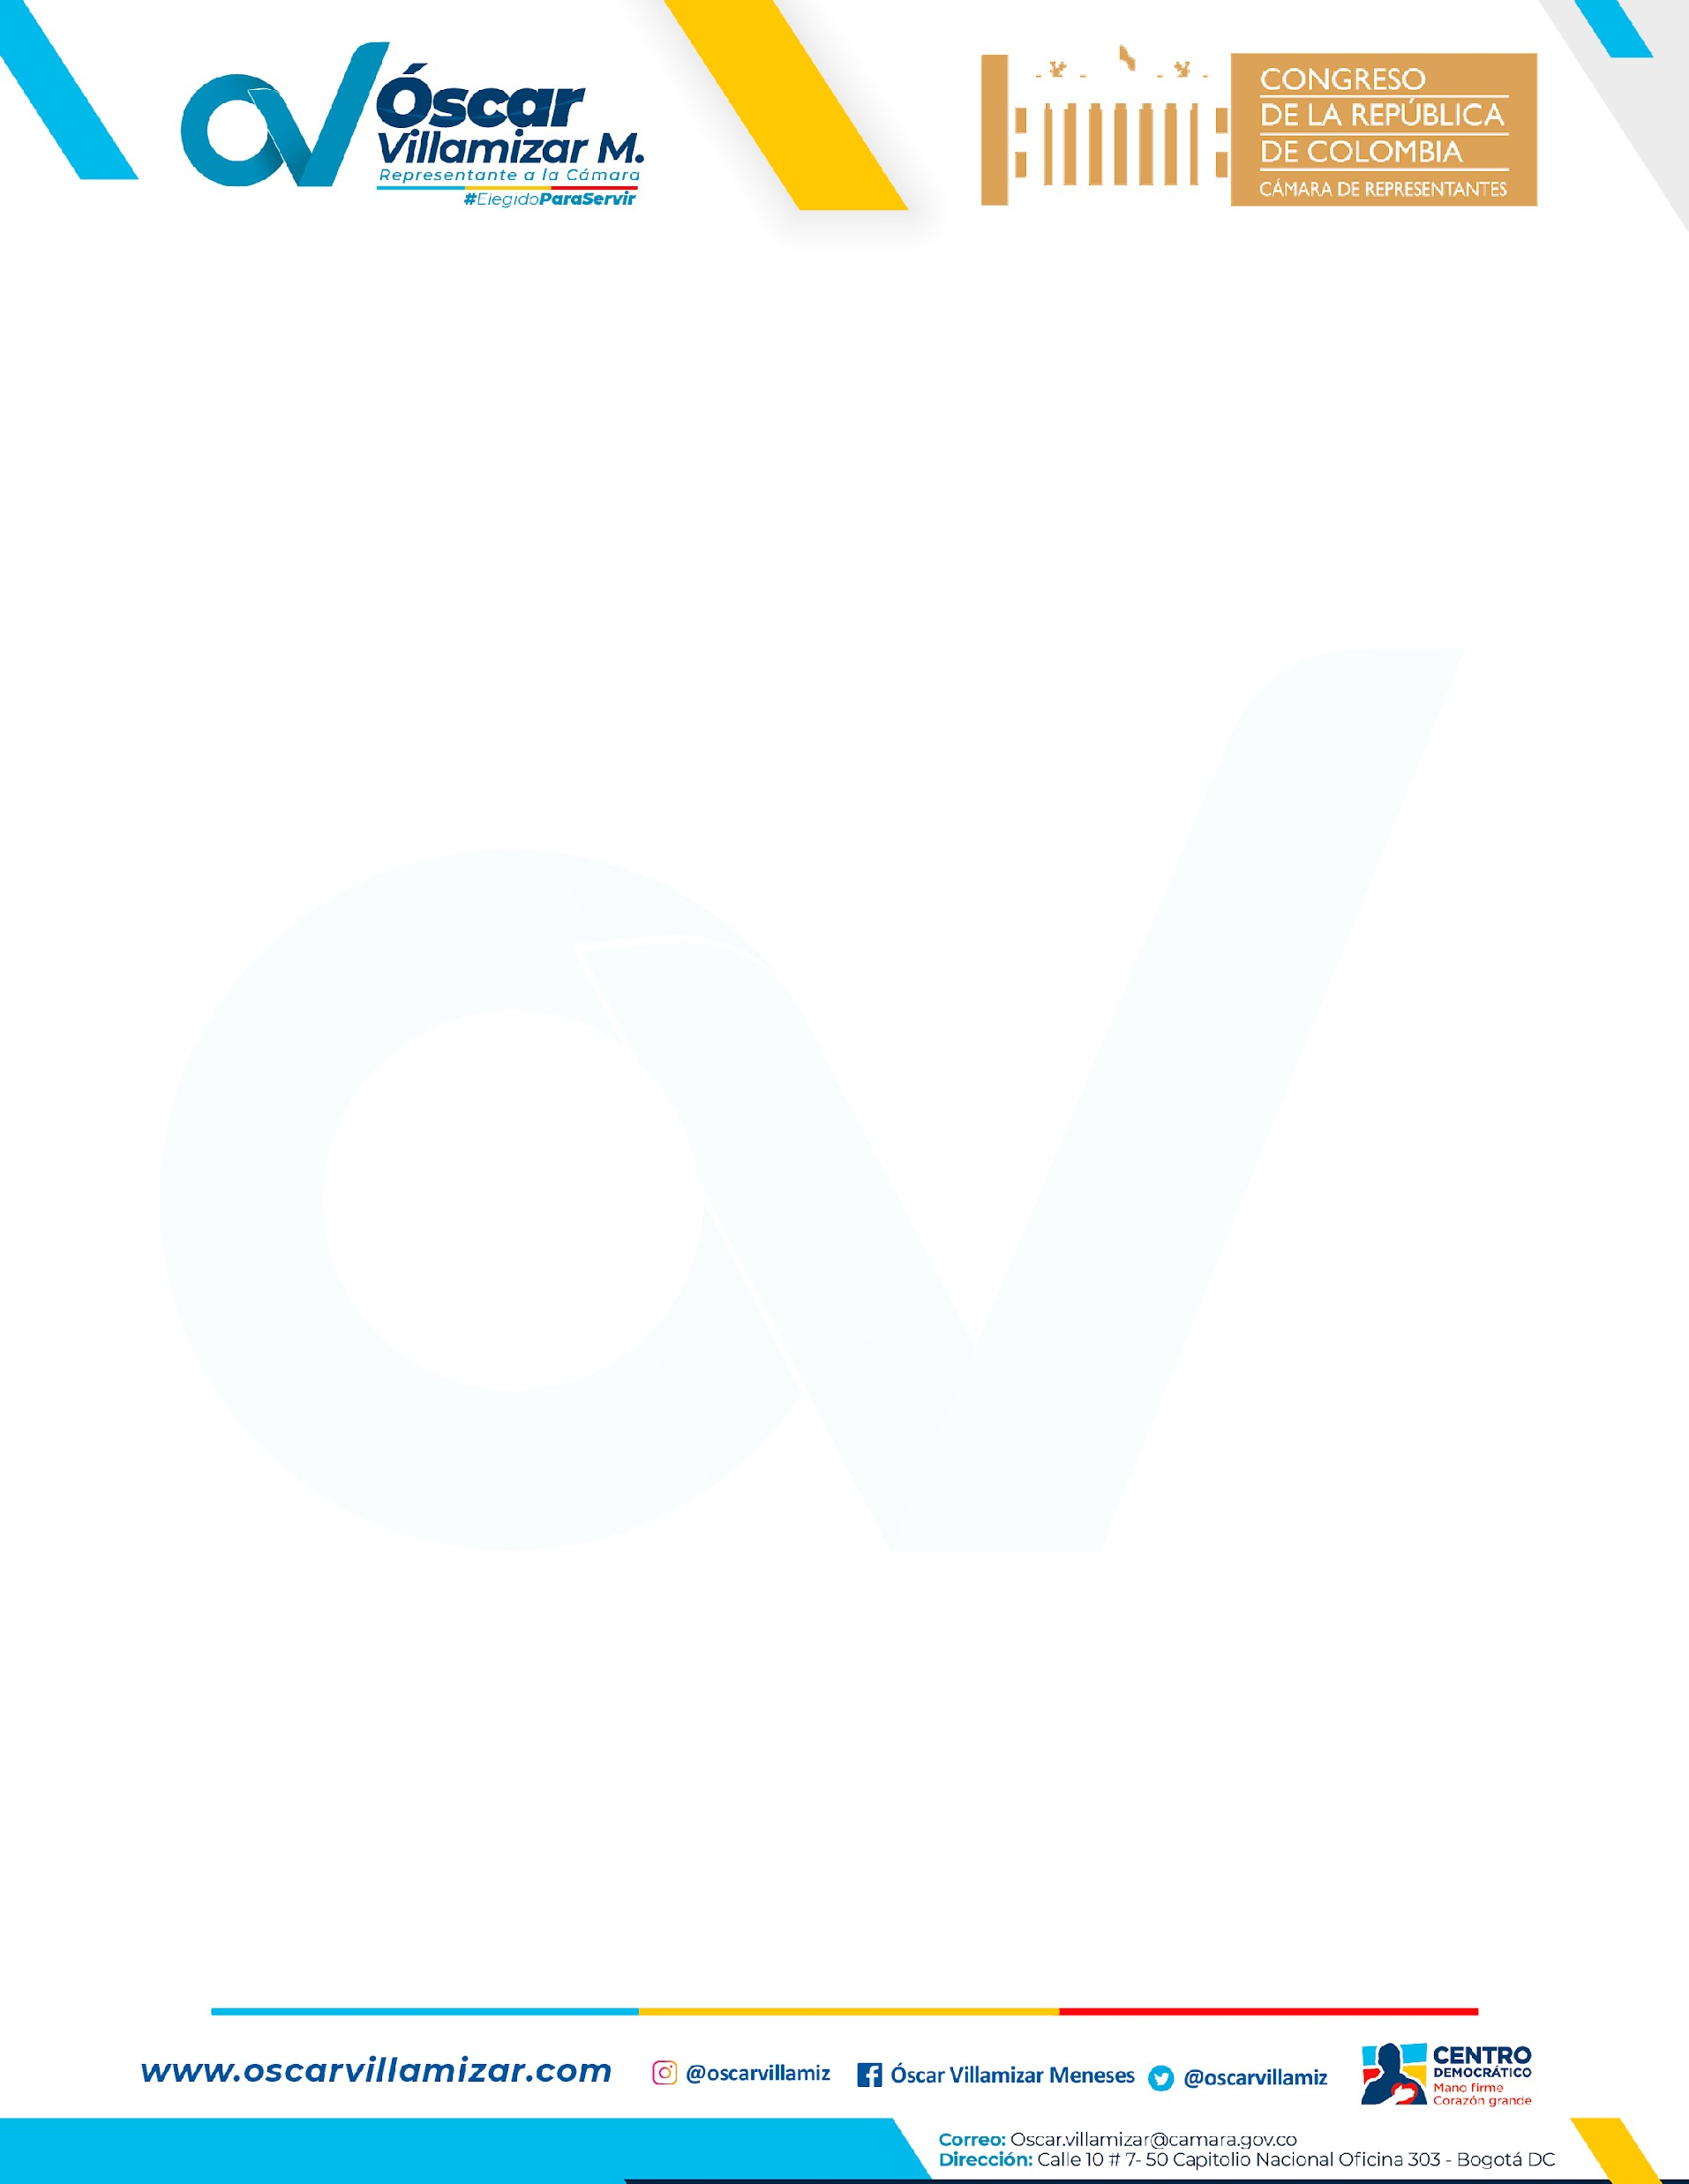 Óscar
Villamizar M.
Representante a la Cámara
#ElegidoParaServir
CONGRESO
DE LA REPÚBLICA
DE COLOMBIA
CÁMARA DE REPRESENTANTES
www.oscarvillamizar.com
@oscarvillamiz
Óscar Villamizar Meneses
@oscarvillamiz
CENTRO
DEMOCRÁTICO
Mano firme
Corazón grande
Correo: Oscar.villamizar@camara.gov.co
Dirección: Calle 10 # 7- 50 Capitolio Nacional Oficina 303 - Bogotá DC